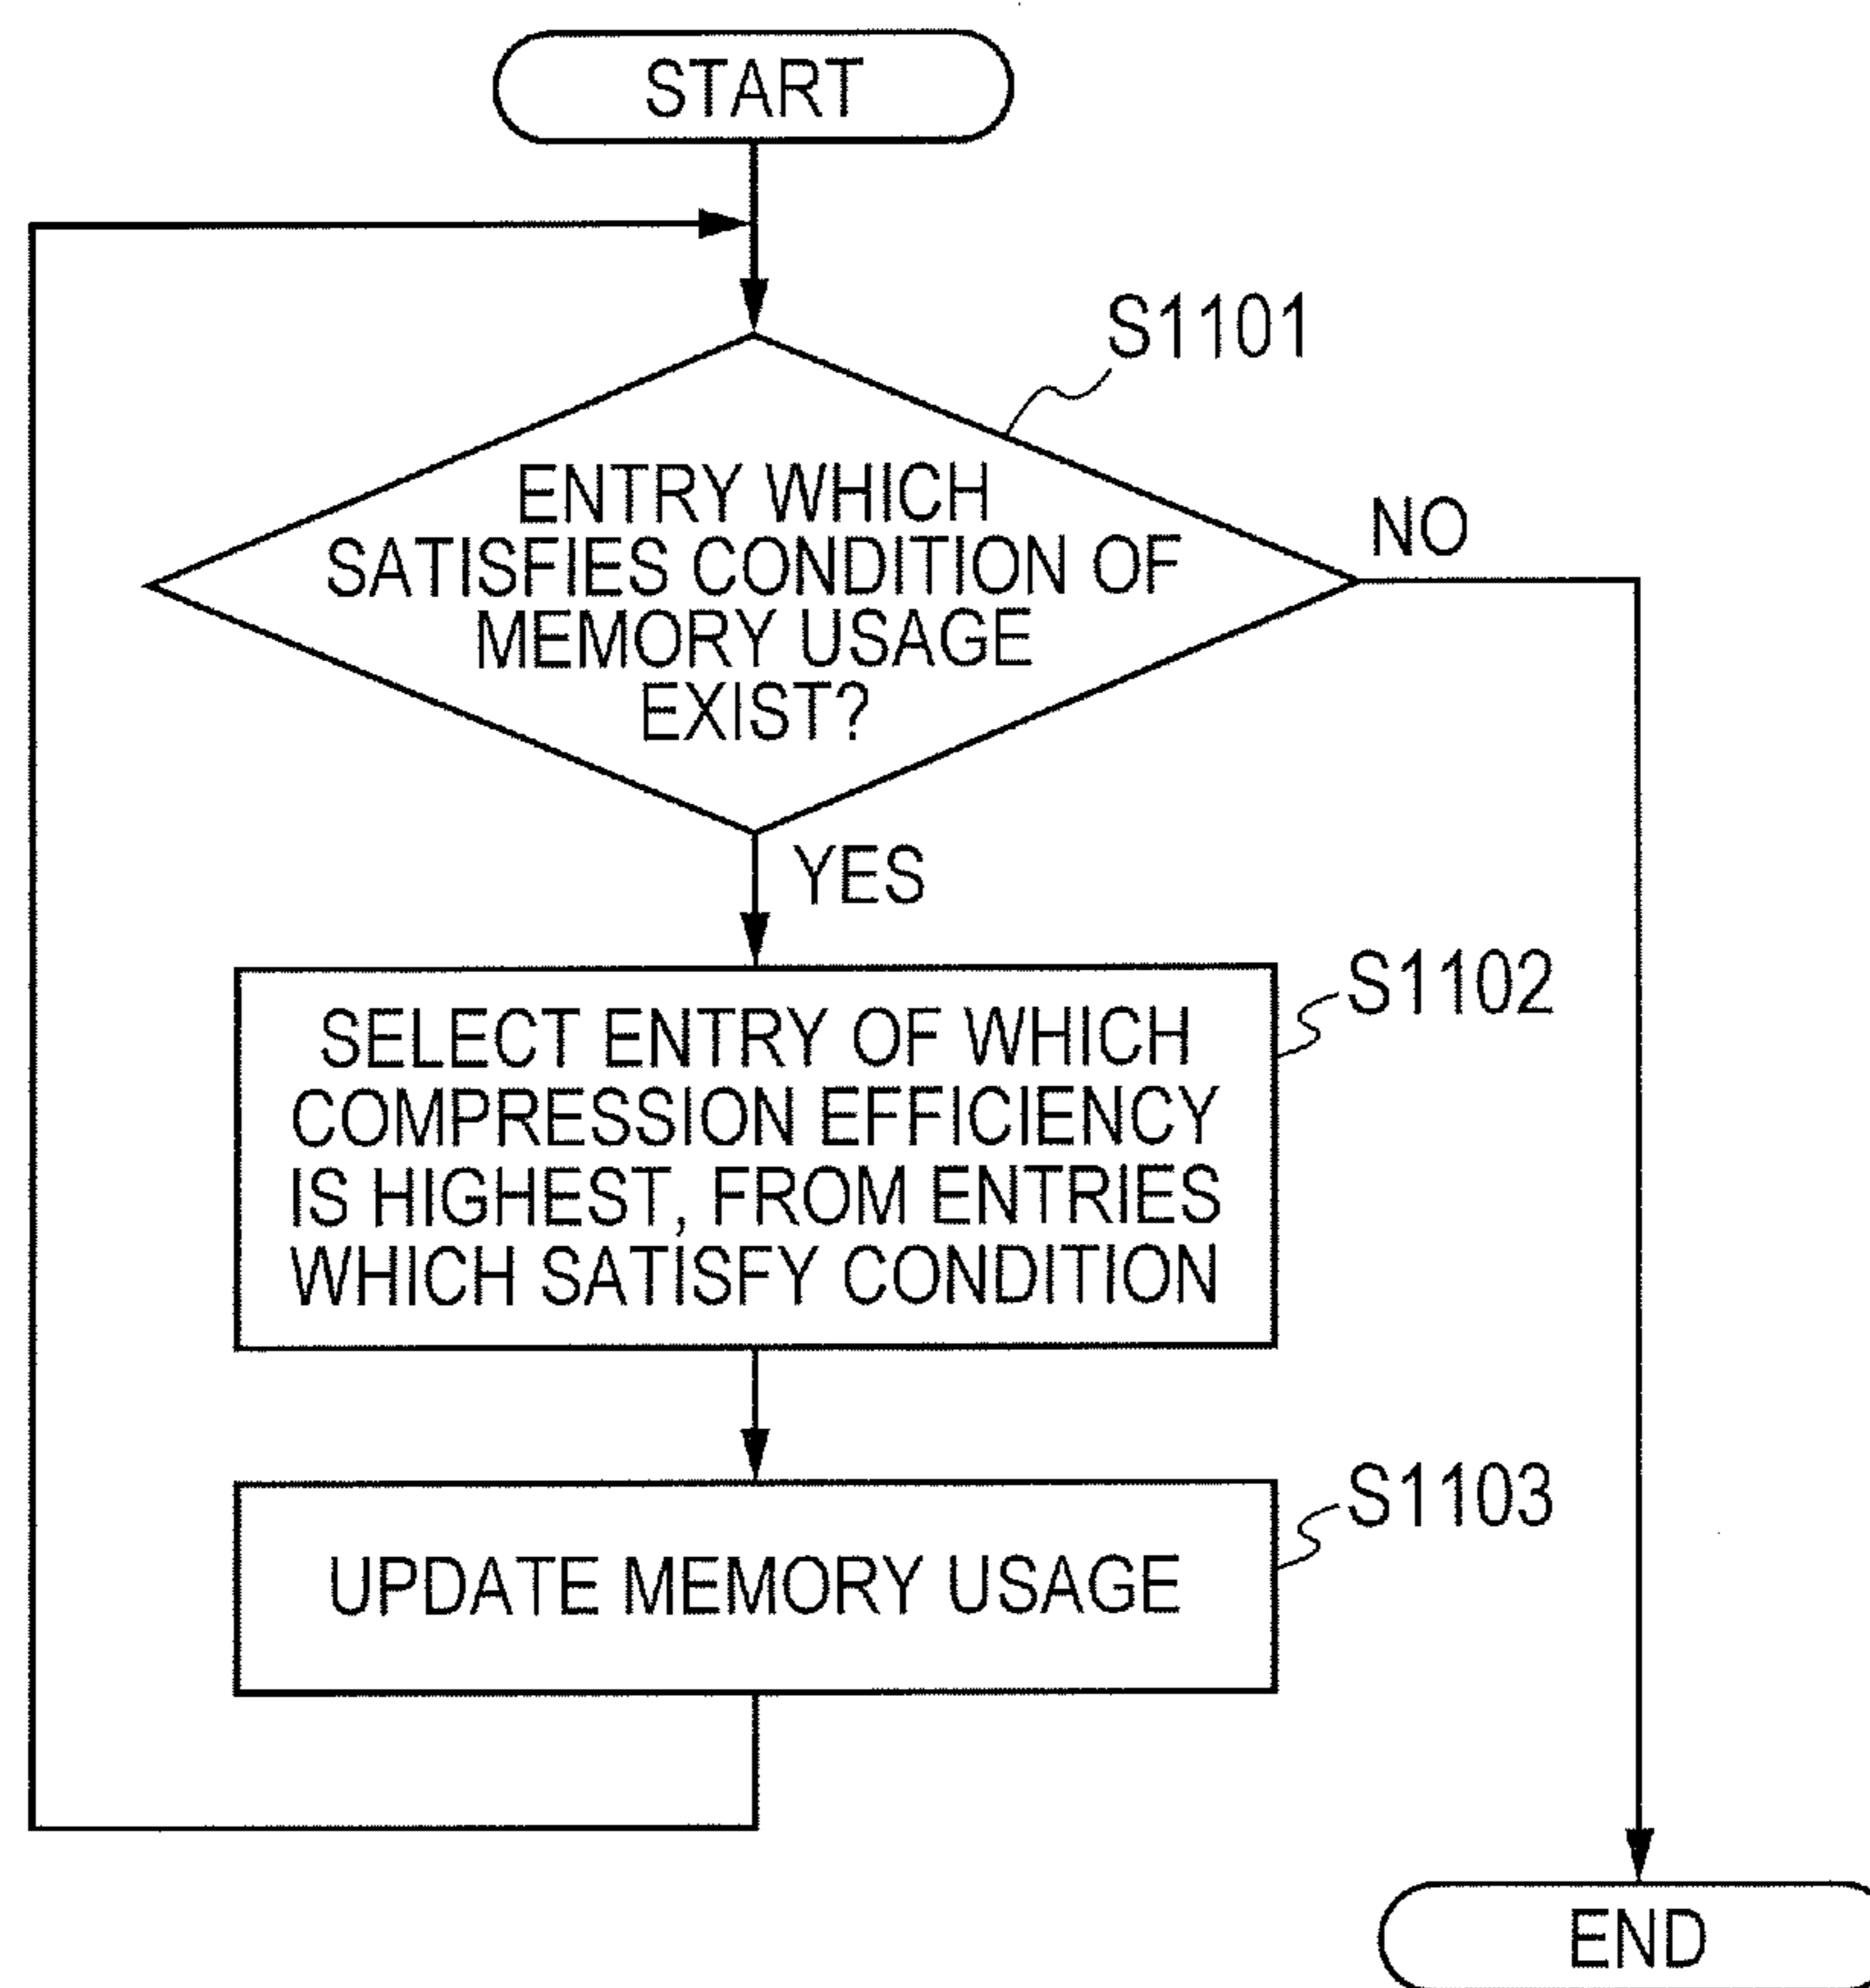 START
S1101
ENTRY WHICH
SATISFIES CONDITION OF
MEMORY USAGE
EXIST?
NO
YES
S1102
SELECT ENTRY OF WHICH
COMPRESSION EFFICIENCY
IS HIGHEST, FROM ENTRIES
WHICH SATISFY CONDITION
S1103
UPDATE MEMORY USAGE
END